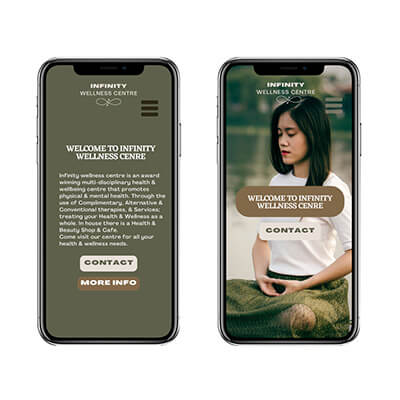 INFINITY
WELLNESS CENTRE
WELCOME TO INFINITY
WELLNESS CENRE
Infinity wellness centre is an award
winning multi-disciplinary health &
wellbeing centre that promotes
physical & mental health. Through the
use of Complimentary, Alternative &
Conventional therapies, & Services;
treating your Health & Wellness as a
whole. In house there is a Health &
Beauty Shop & Cafe.
Come visit our centre for all your
health & wellness needs.
CONTACT
MORE INFO
INFINITY
WELLNESS CENTRE
WELCOME TO INFINITY
WELLNESS CENRE
CONTACT